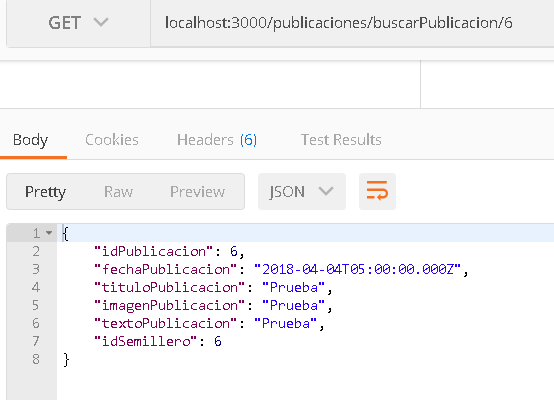 GET localhost:3000/publicaciones/buscarPublicacion/6
Body Cookies Headers (6) Test Results
Pretty Raw Preview JSON
1 {
2 "idPublicacion": 6,
3 "fechaPublicacion": "2018-04-04T05:00:00.000Z",
4 "tituloPublicacion": "Prueba",
5 "imagenPublicacion": "Prueba",
6 "textoPublicacion": "Prueba",
7 "idSemillero": 6
8 }